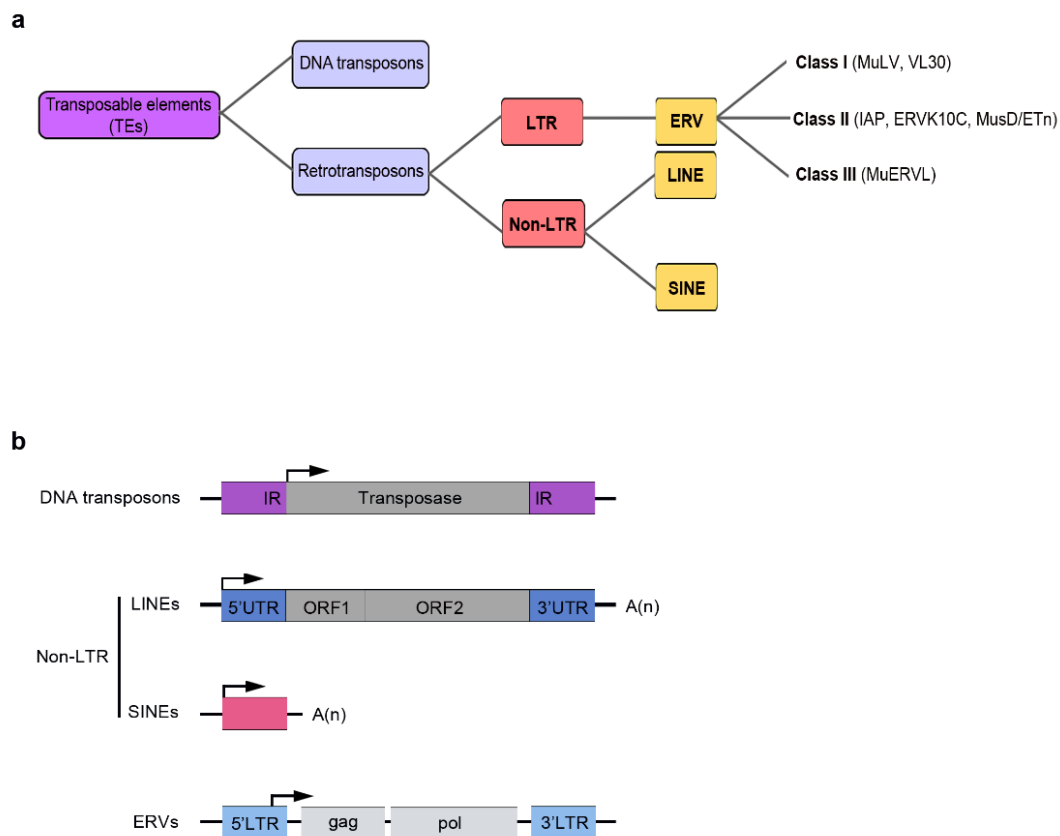 a
DNA transposons
Transposable elements
(TEs)
Retrotransposons
LTR
Non-LTR
ERV
LINE
SINE
Class I (MuLV, VL30)
Class II (IAP, ERVK10C, MusD/ETn)
Class III (MuERVL)
b
DNA transposons
IR
Transposase
IR
Non-LTR
LINEs
5'UTR
ORF1
ORF2
3'UTR
A(n)
SINEs
A(n)
ERVs
5'LTR
gag
pol
3'LTR